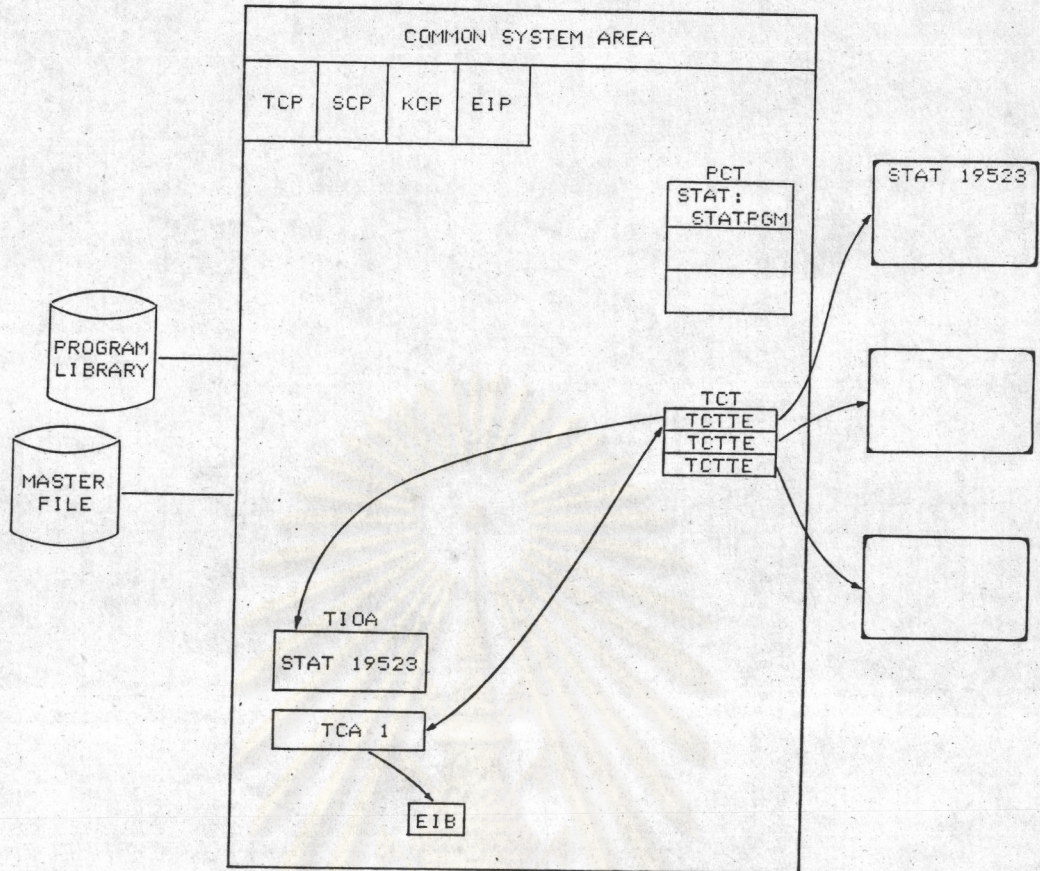 COMMON SYSTEM AREA
TCP SCP KCP EIP
PCT
STAT:
STATPGM
STAT 19523
PROGRAM
LIBRARY
TCT
TCTTE
TCTTE
TCTTE
MASTER
FILE
TIOA
STAT 19523
TCA 1
EIB